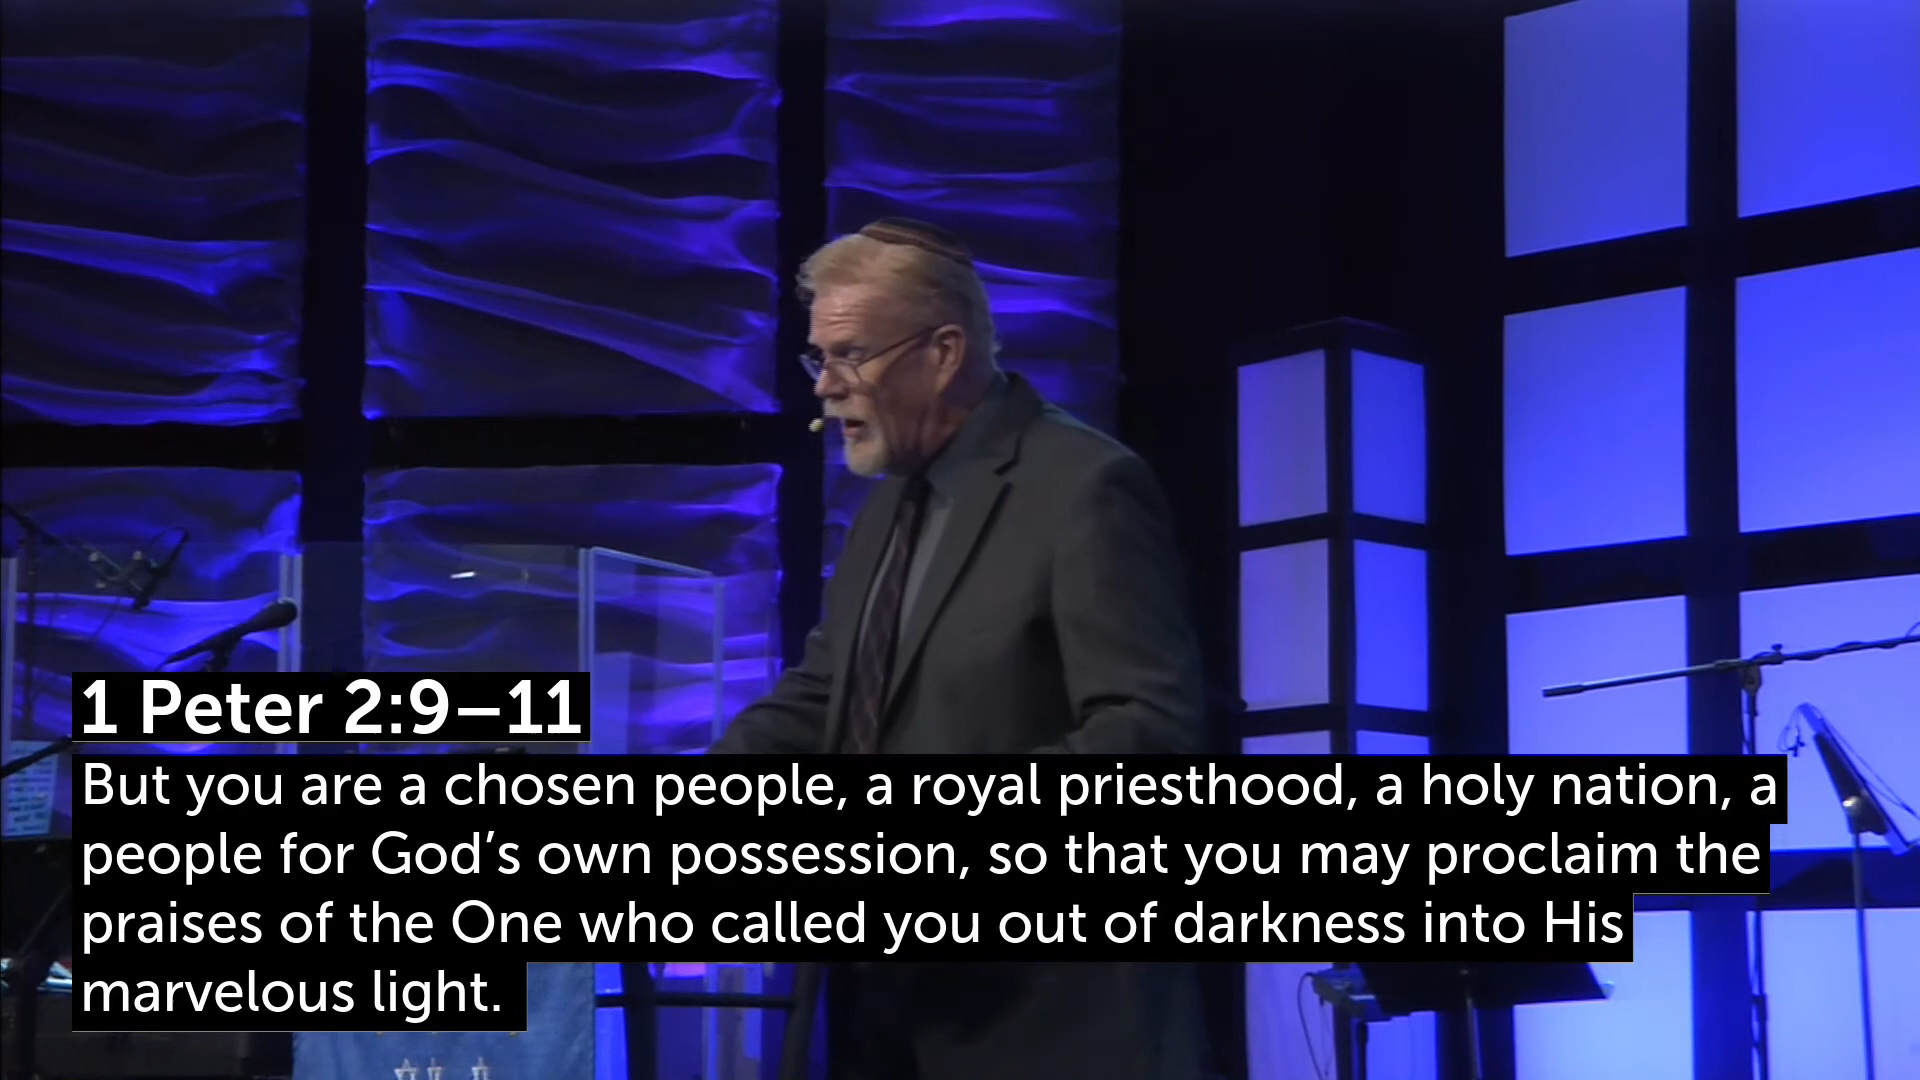 1 Peter 2:9–11
But you are a chosen people, a royal priesthood, a holy nation, a
people for God’s own possession, so that you may proclaim the
praises of the One who called you out of darkness into His
marvelous light.